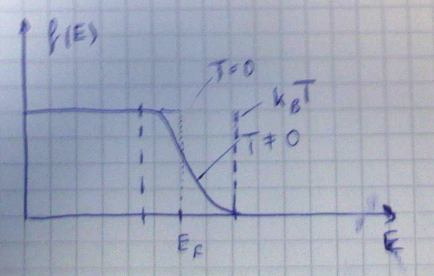 f(E)
T=0
k_B T
T ≠ 0
E_F
E